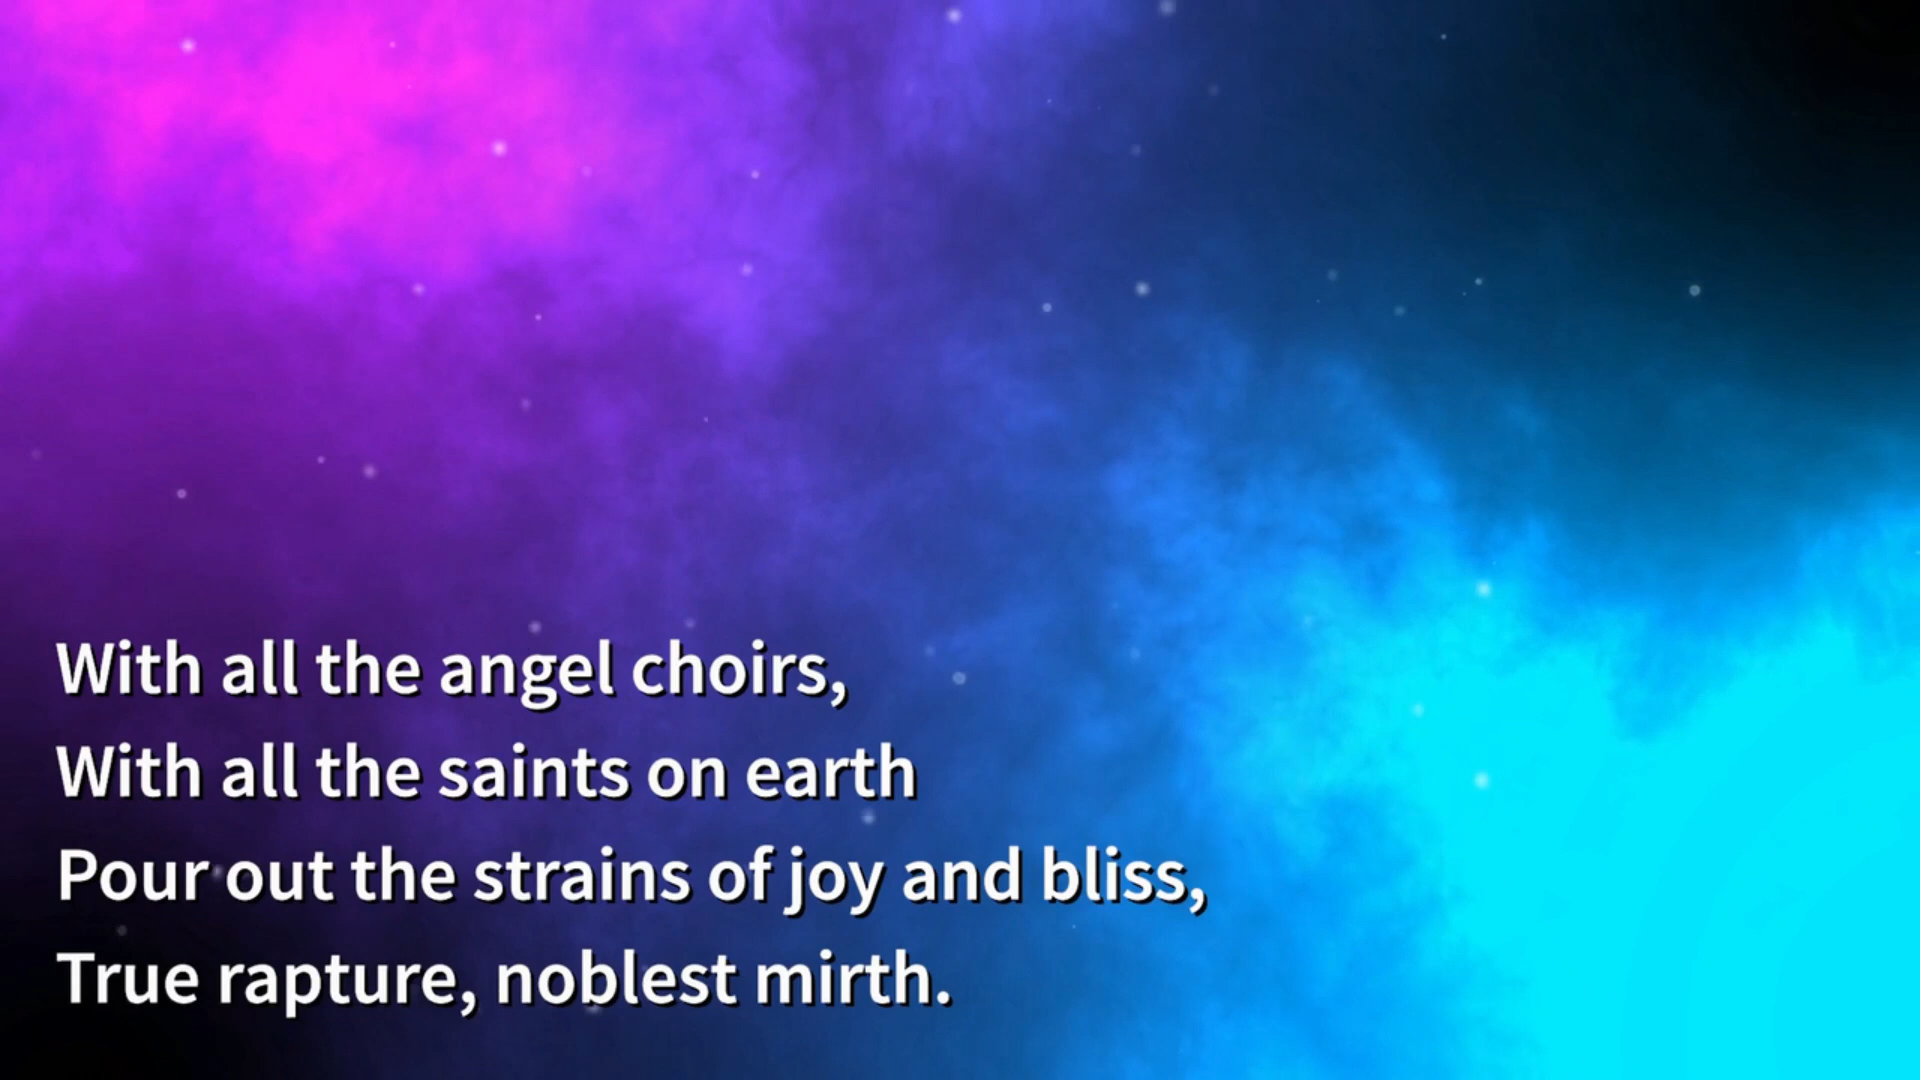 With all the angel choirs,
With all the saints on earth
Pour out the strains of joy and bliss,
True rapture, noblest mirth.